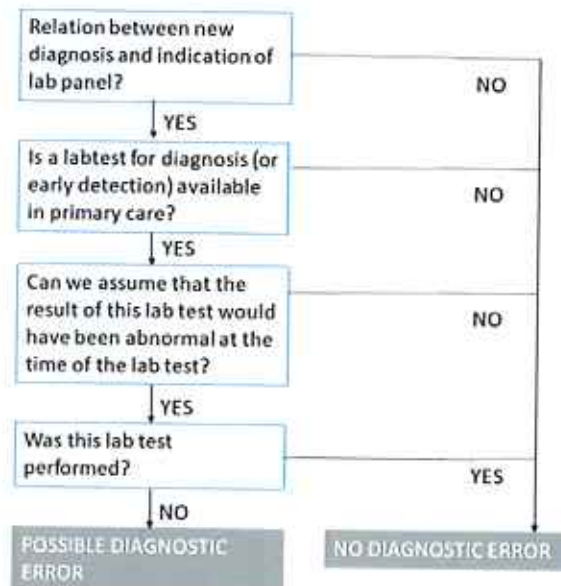 Relation between new
diagnosis and indication of
lab panel?
NO
YES
Is a labtest for diagnosis (or
early detection) available
in primary care?
NO
YES
Can we assume that the
result of this lab test would
have been abnormal at the
time of the lab test?
NO
YES
Was this lab test
performed?
YES
NO
POSSIBLE DIAGNOSTIC
ERROR
NO DIAGNOSTIC ERROR